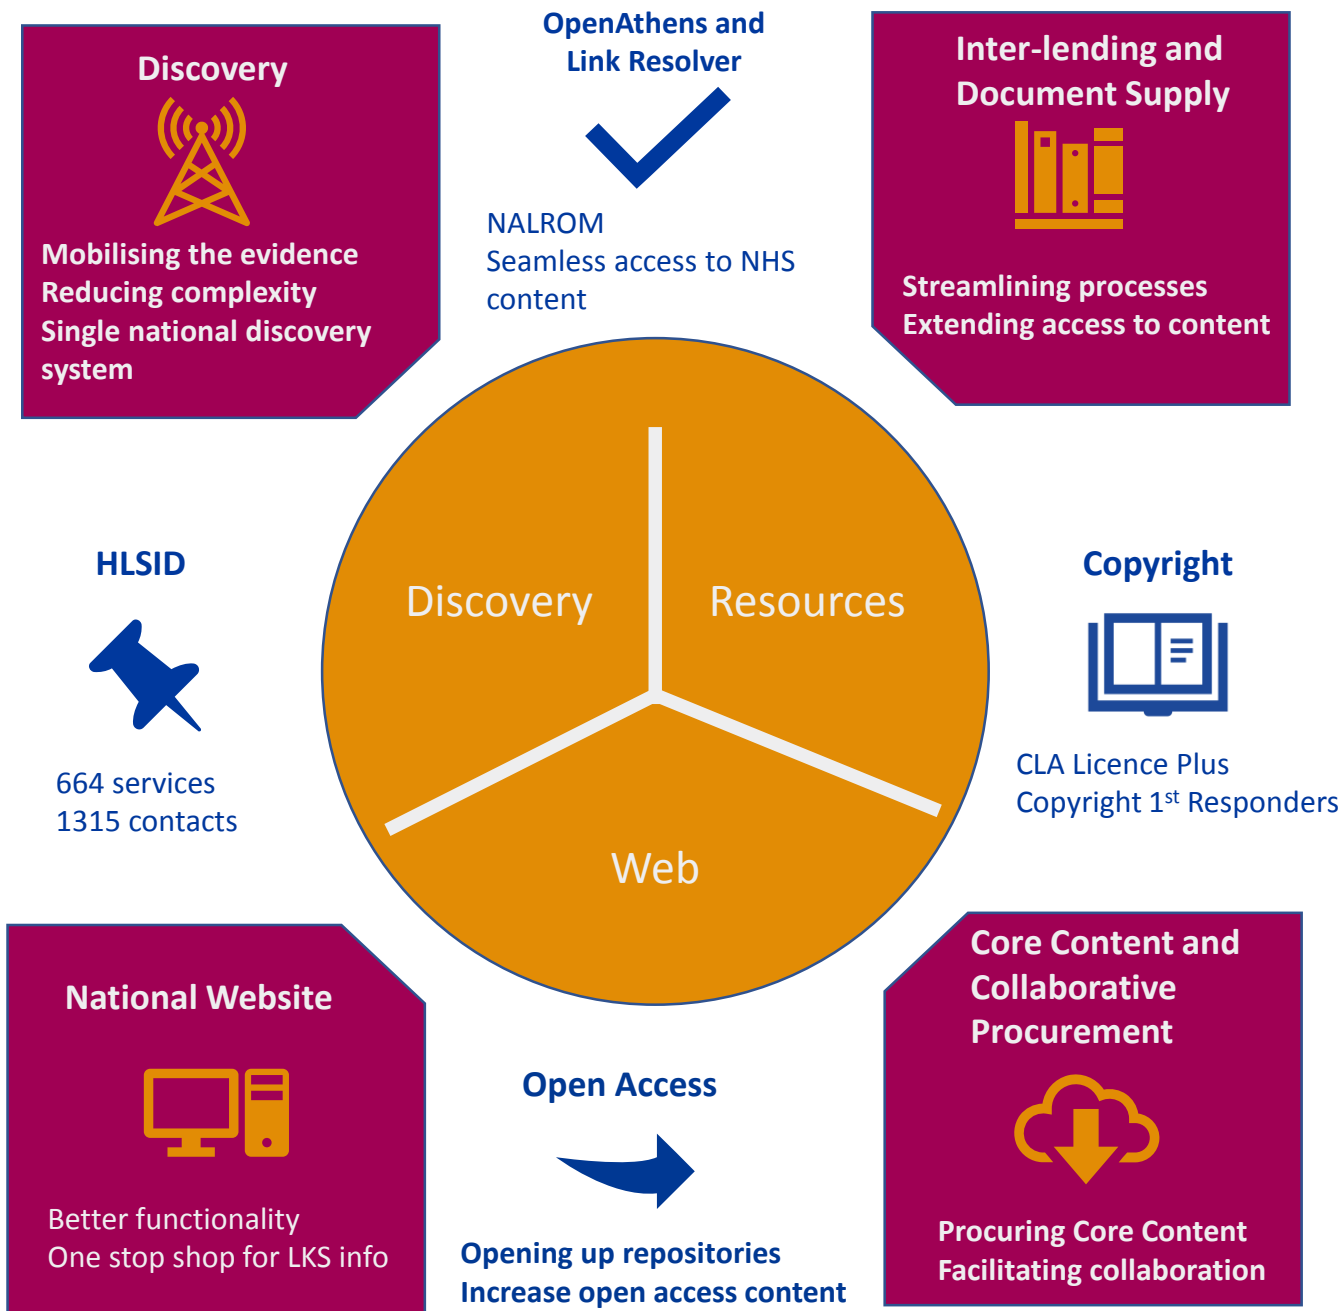 Discovery
Mobilising the evidence
Reducing complexity
Single national discovery
system
OpenAthens and
Link Resolver
NALROM
Seamless access to NHS
content
Inter-lending and
Document Supply
Streamlining processes
Extending access to content
HLSID
664 services
1315 contacts
Discovery
Resources
Web
Copyright
CLA Licence Plus
Copyright 1st Responders
National Website
Better functionality
One stop shop for LKS info
Open Access
Opening up repositories
Increase open access content
Core Content and
Collaborative
Procurement
Procuring Core Content
Facilitating collaboration